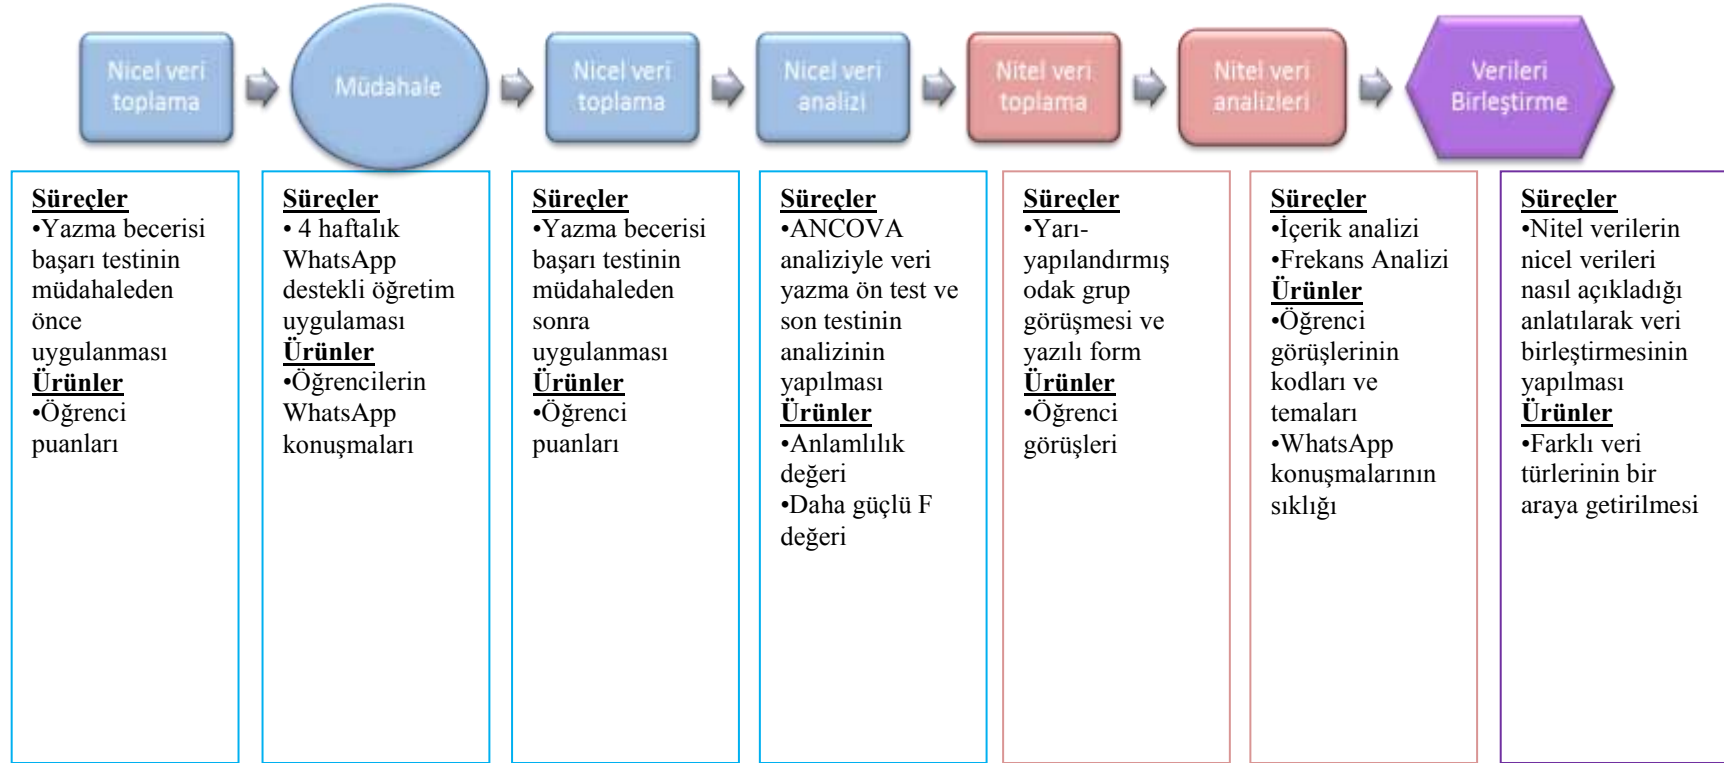 Nicel veri
toplama
Müdahale
Nicel veri
toplama
Nicel veri
analizi
Nitel veri
toplama
Nitel veri
analizleri
Verileri
Birleştirme
Süreçler
•Yazma becerisi
başarı testinin
müdahaleden
önce
uygulanması
Ürünler
•Öğrenci
puanları
Süreçler
• 4 haftalık
WhatsApp
destekli öğretim
uygulaması
Ürünler
•Öğrencilerin
WhatsApp
konuşmaları
Süreçler
•Yazma becerisi
başarı testinin
müdahaleden
sonra
uygulanması
Ürünler
•Öğrenci
puanları
Süreçler
•ANCOVA
analiziyle veri
yazma ön test ve
son testinin
analizinin
yapılması
Ürünler
•Anlamlılık
değeri
•Daha güçlü F
değeri
Süreçler
•Yarı-
yapılandırmış
odak grup
görüşmesi ve
yazılı form
Ürünler
•Öğrenci
görüşleri
Süreçler
•İçerik analizi
•Frekans Analizi
Ürünler
•Öğrenci
görüşlerinin
kodları ve
temaları
•WhatsApp
konuşmalarının
sıklığı
Süreçler
•Nitel verilerin
nicel verileri
nasıl açıkladığı
anlatılarak veri
birleştirmesinin
yapılması
Ürünler
•Farklı veri
türlerinin bir
araya getirilmesi